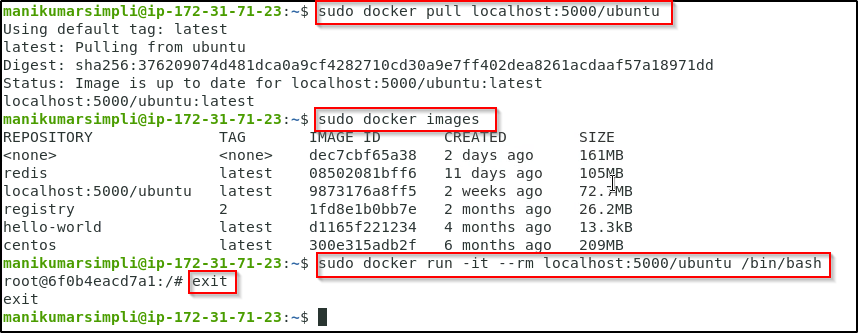 manikumarsimpli@ip-172-31-71-23:~$ sudo docker pull localhost:5000/ubuntu
Using default tag: latest
latest: Pulling from ubuntu
Digest: sha256:376209074d481dca0a9cf4282710cd30a9e7ff402dea8261acdaaf57a18971dd
Status: Image is up to date for localhost:5000/ubuntu:latest
localhost:5000/ubuntu:latest
manikumarsimpli@ip-172-31-71-23:~$ sudo docker images
REPOSITORY TAG IMAGE ID CREATED SIZE
<none> <none> dec7cbf65a38 2 days ago 161MB
redis latest 08502081bff6 11 days ago 105MB
localhost:5000/ubuntu latest 9873176a8ff5 2 weeks ago 72.7MB
registry 2 1fd8e1b0bb7e 2 months ago 26.2MB
hello-world latest d1165f221234 4 months ago 13.3kB
centos latest 300e315adb2f 6 months ago 209MB
manikumarsimpli@ip-172-31-71-23:~$ sudo docker run -it --rm localhost:5000/ubuntu /bin/bash
root@6f0b4eacd7a1:/# exit
exit
manikumarsimpli@ip-172-31-71-23:~$